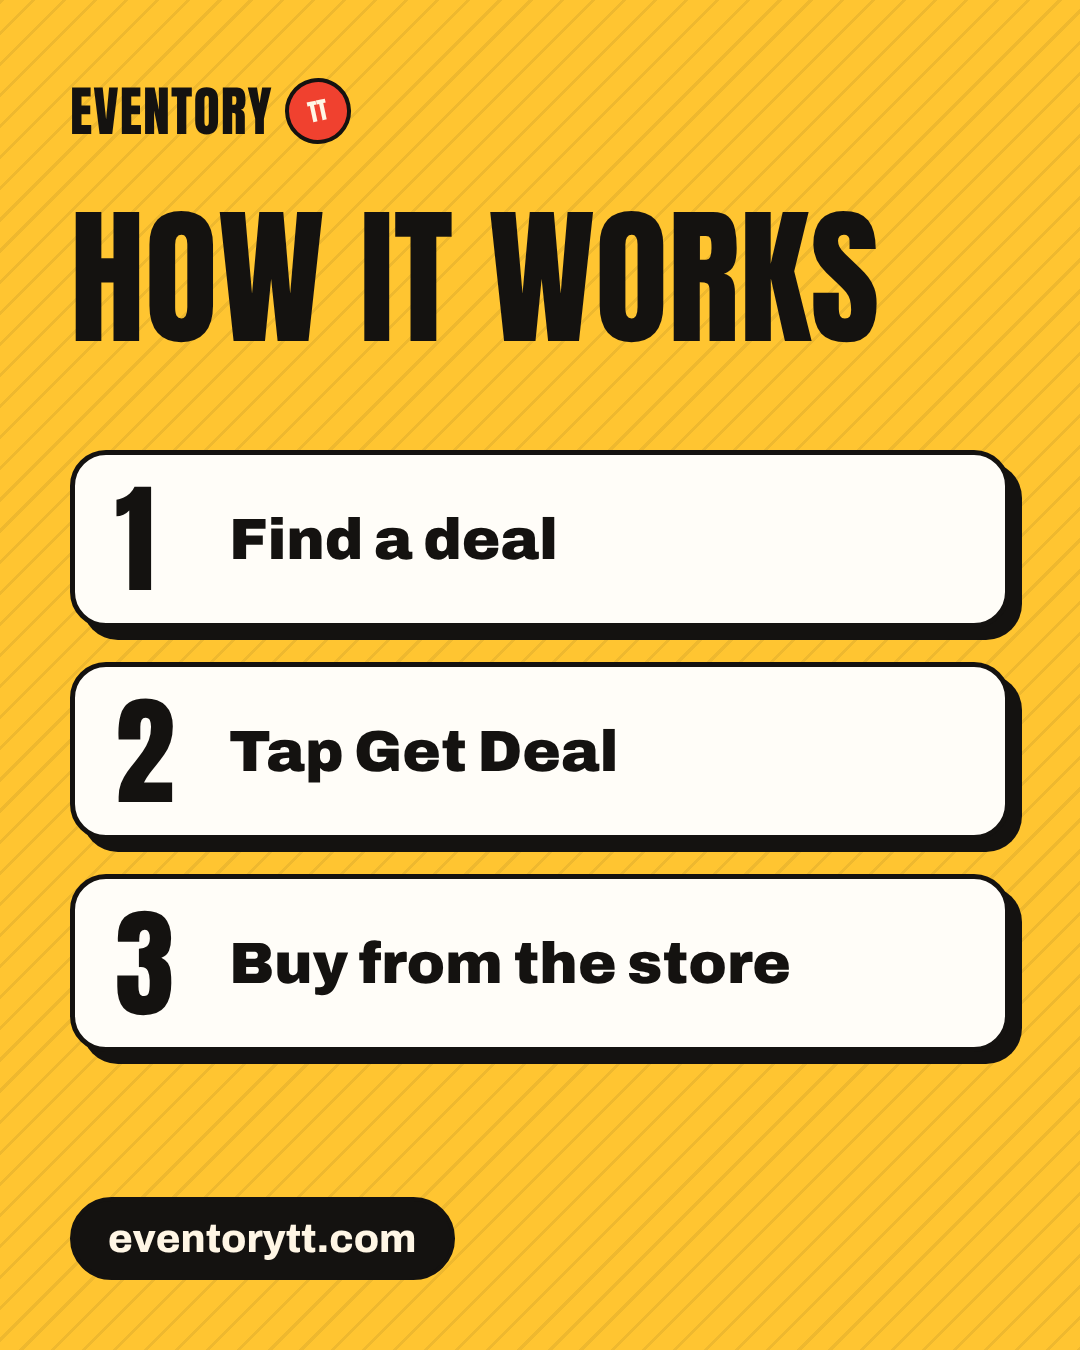 EVENTORY TT
HOW IT WORKS
1 Find a deal
2 Tap Get Deal
3 Buy from the store
eventorytt.com